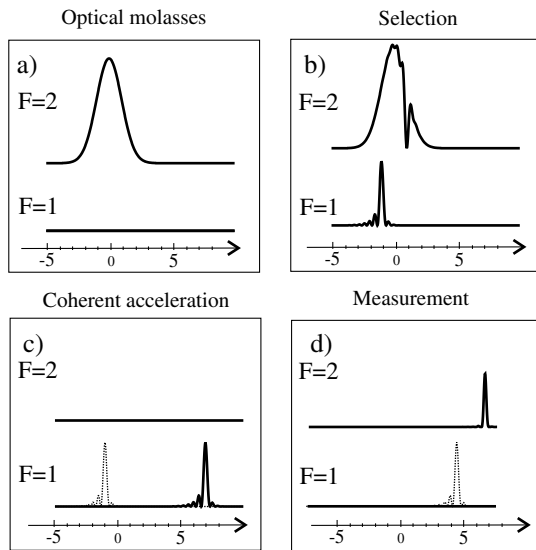 Optical molasses
Selection
a)
F=2
F=1
-5 0 5
b)
F=2
F=1
-5 0 5
Coherent acceleration
Measurement
c)
F=2
F=1
-5 0 5
d)
F=2
F=1
-5 0 5